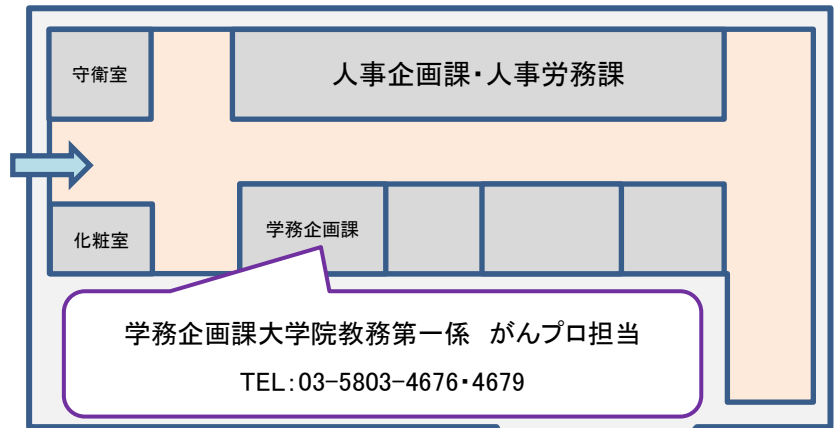 守衛室
人事企画課・人事労務課
化粧室
学務企画課
学務企画課大学院教務第一係　がんプロ担当
TEL:03-5803-4676・4679